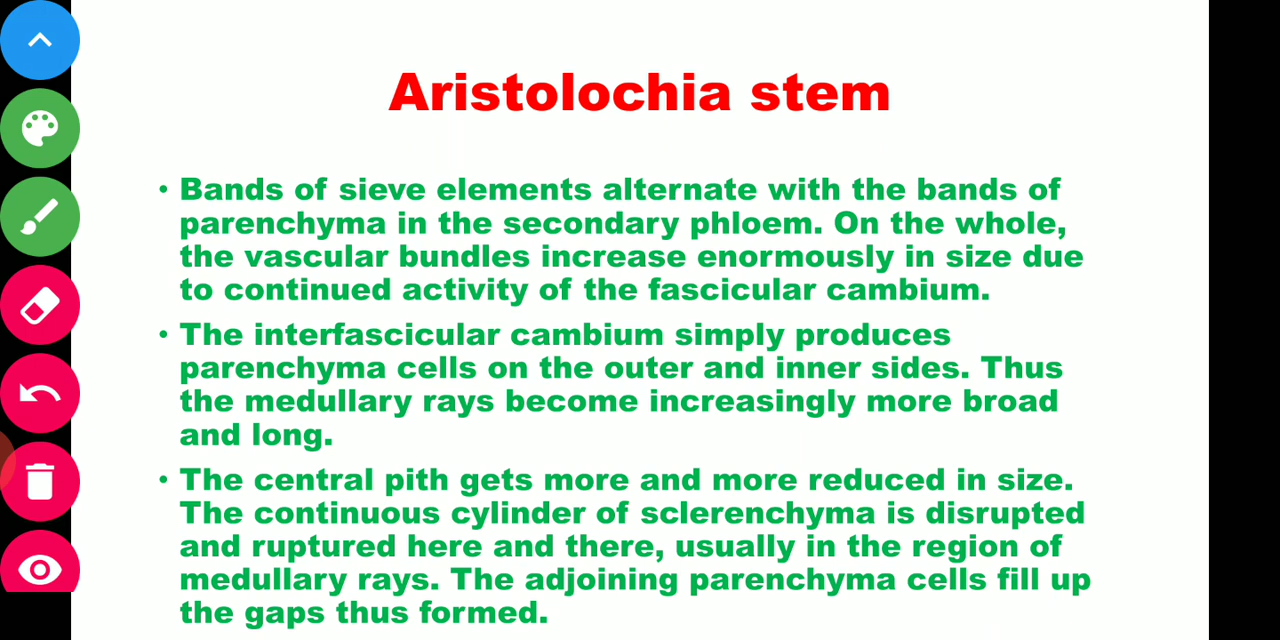 Aristolochia stem
• Bands of sieve elements alternate with the bands of
parenchyma in the secondary phloem. On the whole,
the vascular bundles increase enormously in size due
to continued activity of the fascicular cambium.
• The interfascicular cambium simply produces
parenchyma cells on the outer and inner sides. Thus
the medullary rays become increasingly more broad
and long.
• The central pith gets more and more reduced in size.
The continuous cylinder of sclerenchyma is disrupted
and ruptured here and there, usually in the region of
medullary rays. The adjoining parenchyma cells fill up
the gaps thus formed.